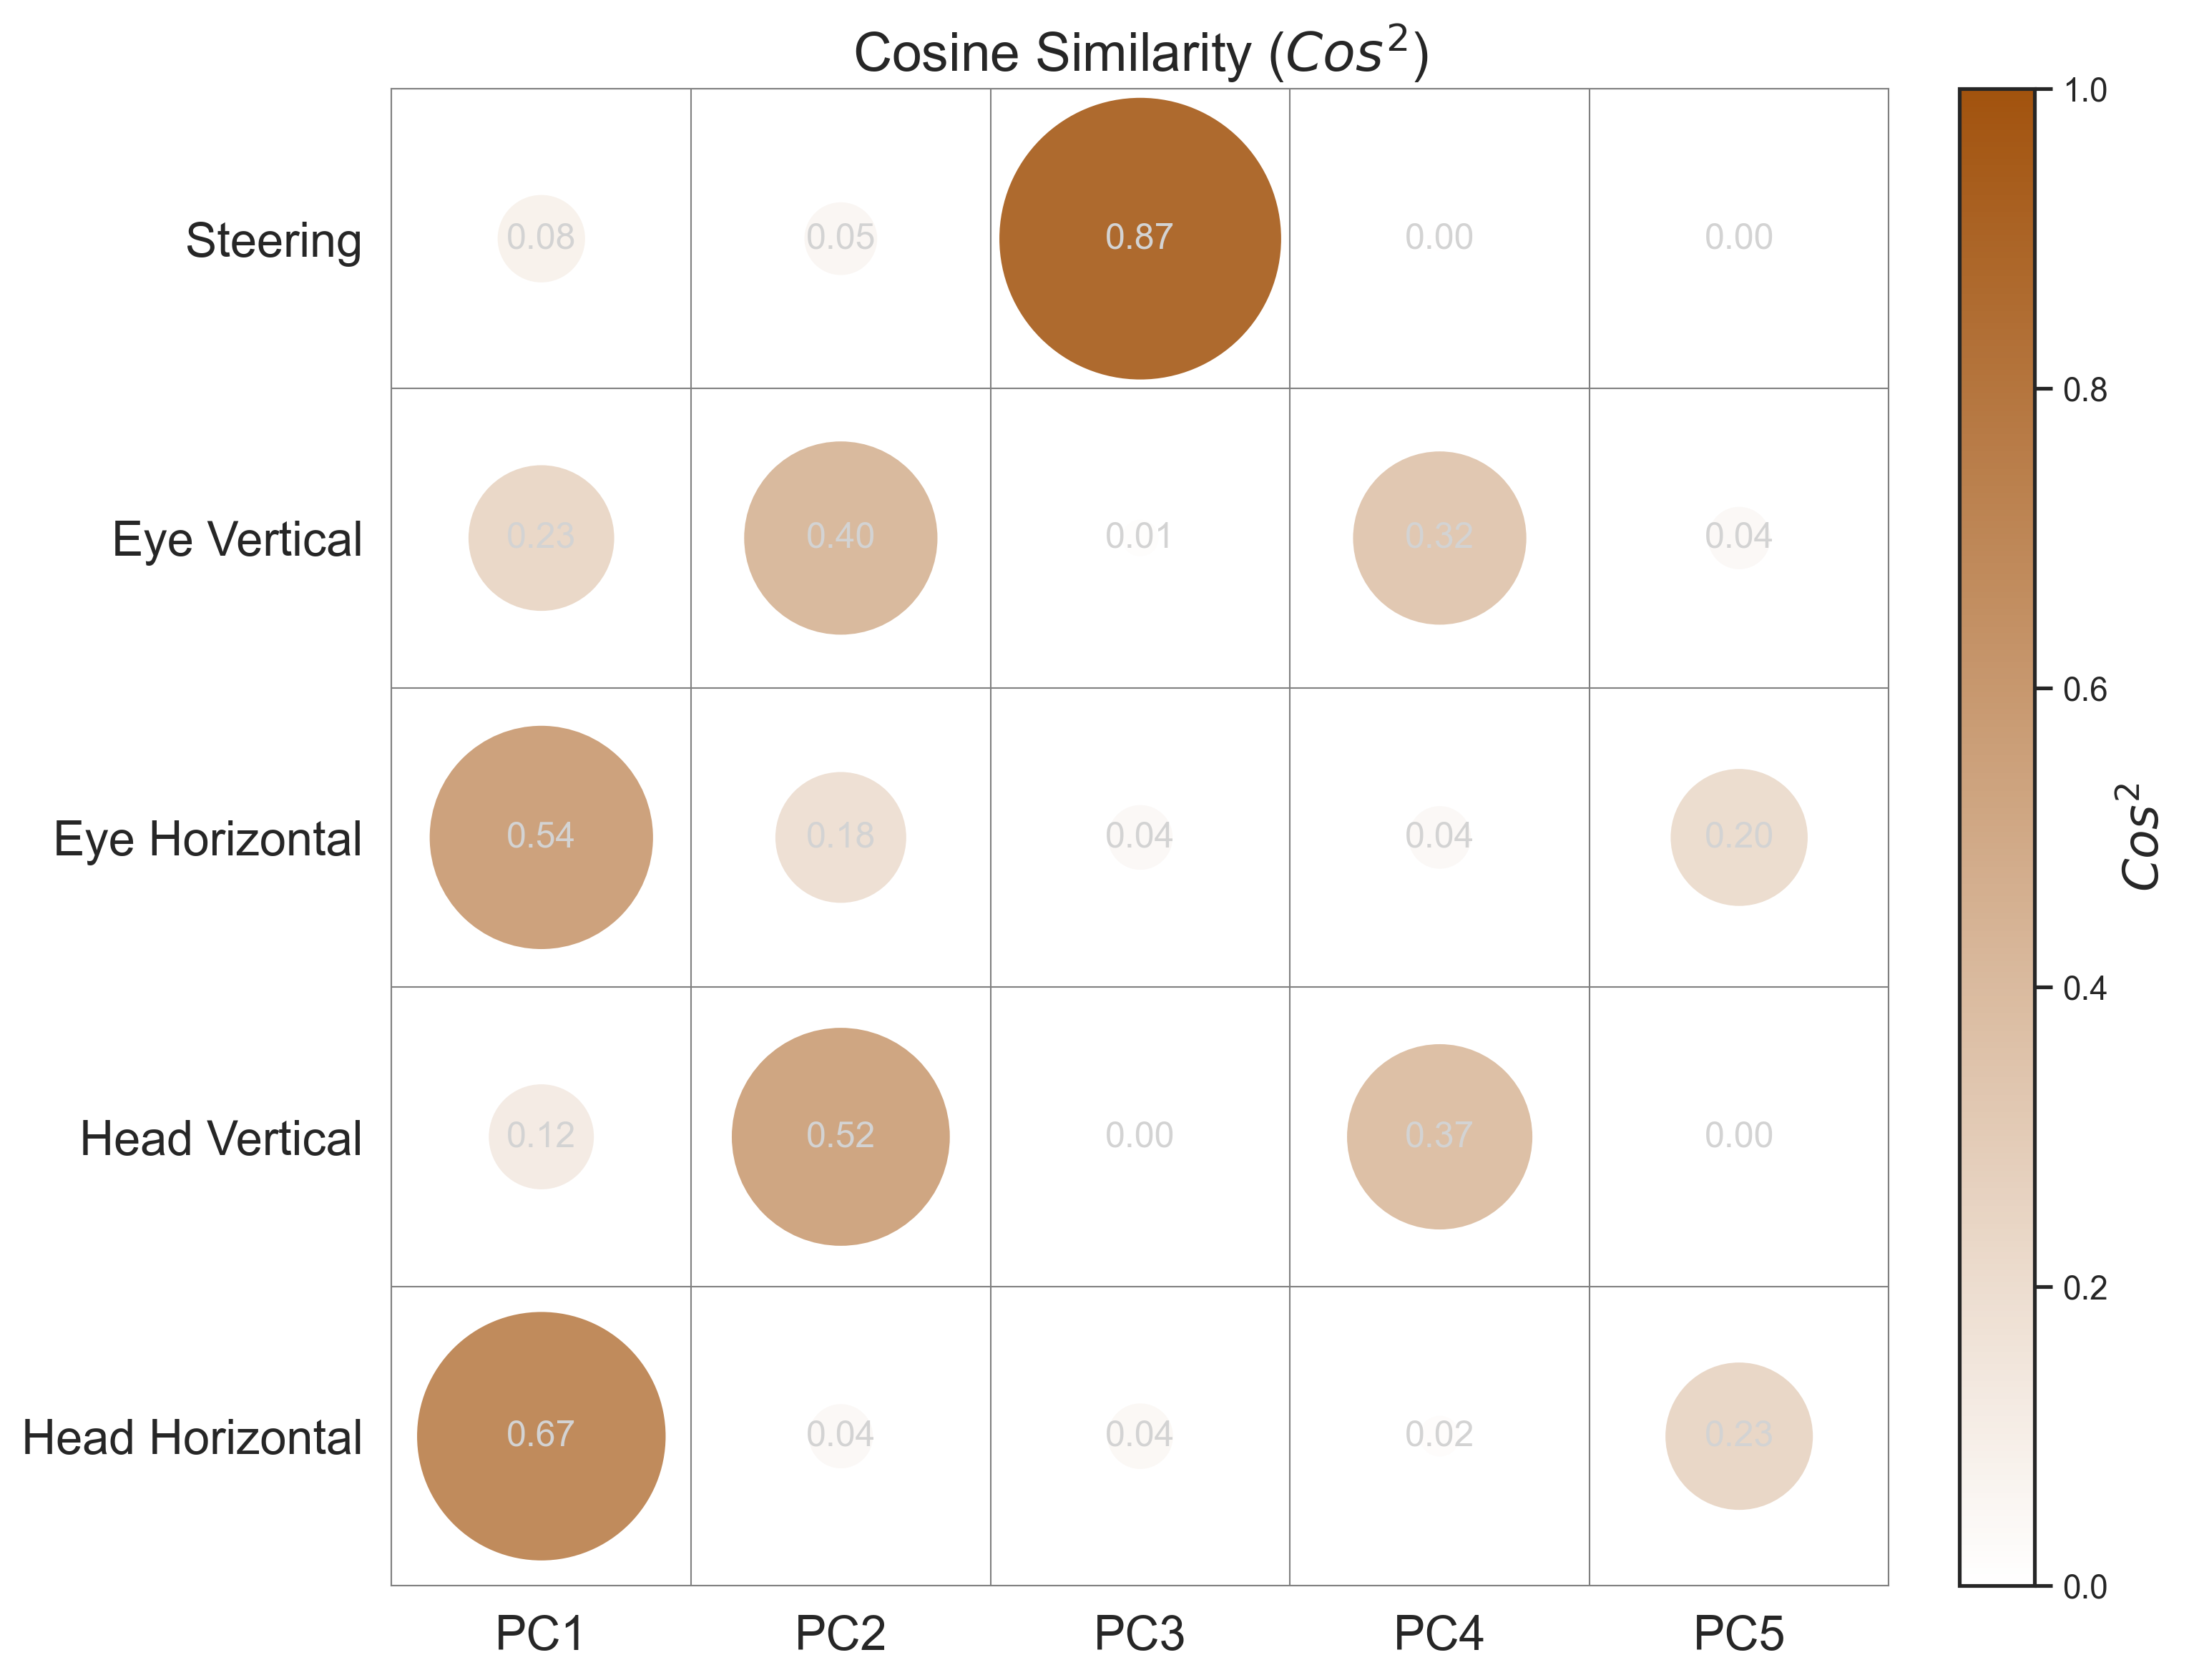 Cosine Similarity (Cos²)
Steering 0.08 0.05 0.87 0.00 0.00
Eye Vertical 0.23 0.40 0.01 0.32 0.04
Eye Horizontal 0.54 0.18 0.04 0.04 0.20
Head Vertical 0.12 0.52 0.00 0.37 0.00
Head Horizontal 0.67 0.04 0.04 0.02 0.23
PC1 PC2 PC3 PC4 PC5
1.0
0.8
0.6
0.4
0.2
0.0
Cos²